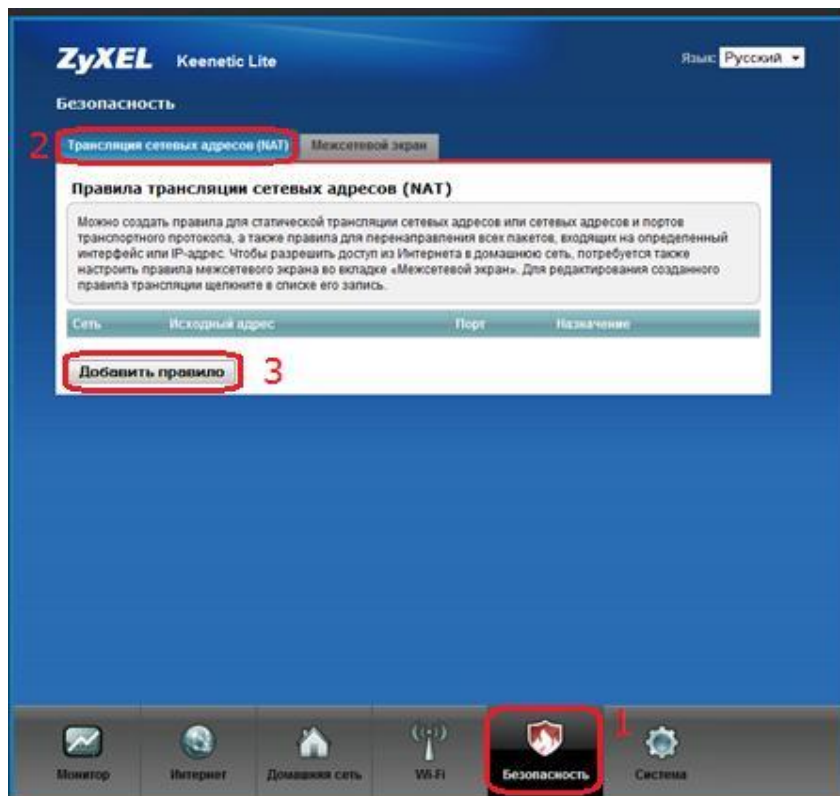 ZyXEL Keenetic Lite
Язык: Русский
Безопасность
2
Трансляция сетевых адресов (NAT)
Межсетевой экран
Правила трансляции сетевых адресов (NAT)
Можно создать правила для статической трансляции сетевых адресов или сетевых адресов и портов
транспортного протокола, а также правила для перенаправления всех пакетов, входящих на определенный
интерфейс или IP-адрес. Чтобы разрешить доступ из Интернета в домашнюю сеть, потребуется также
настроить правила межсетевого экрана во вкладке «Межсетевой экран». Для редактирования созданного
правила трансляции щелкните в списке его запись.
Сеть Исходный адрес Порт Назначение
Добавить правило
3
1
Монитор Интернет Домашняя сеть Wi-Fi Безопасность Система